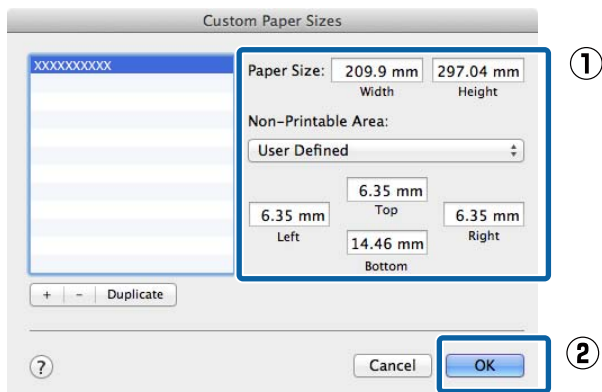 Custom Paper Sizes
XXXXXXXXXX
Paper Size: 209.9 mm 297.04 mm
Width Height
Non-Printable Area:
User Defined
6.35 mm
Top
6.35 mm 6.35 mm
Left Right
14.46 mm
Bottom
+ - Duplicate
? Cancel OK
①
②